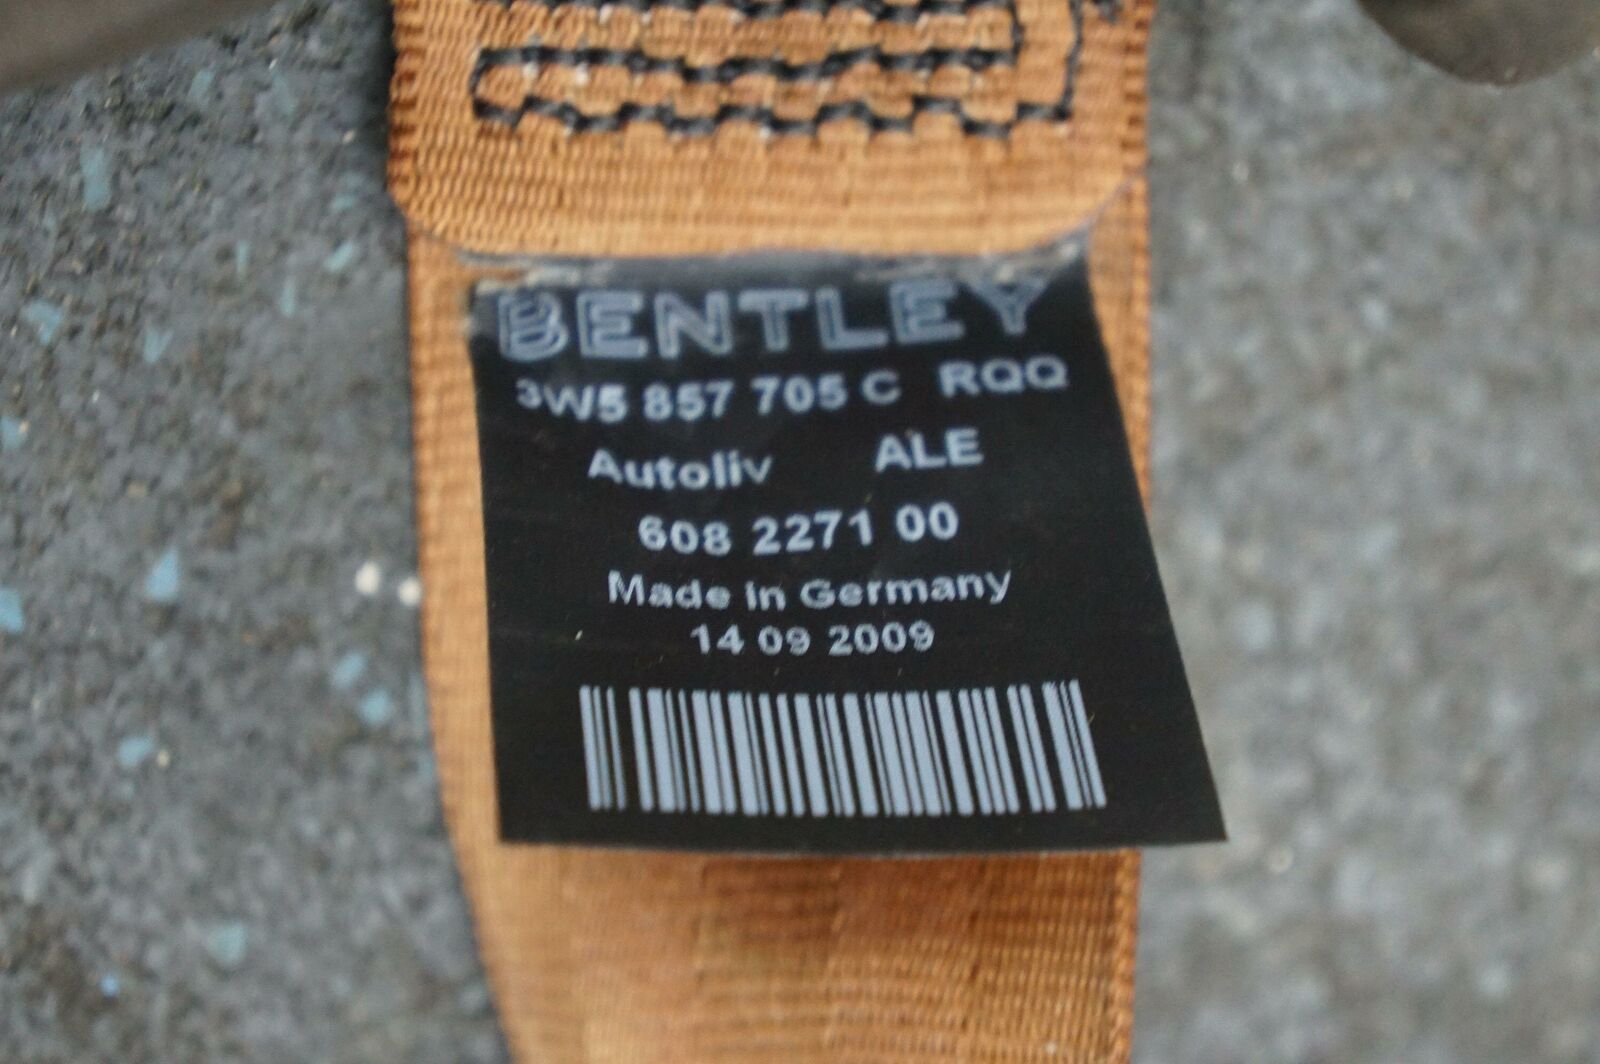 BENTLEY
3W5 857 705 C RQQ
Autoliv ALE
608 2271 00
Made in Germany
14 09 2009